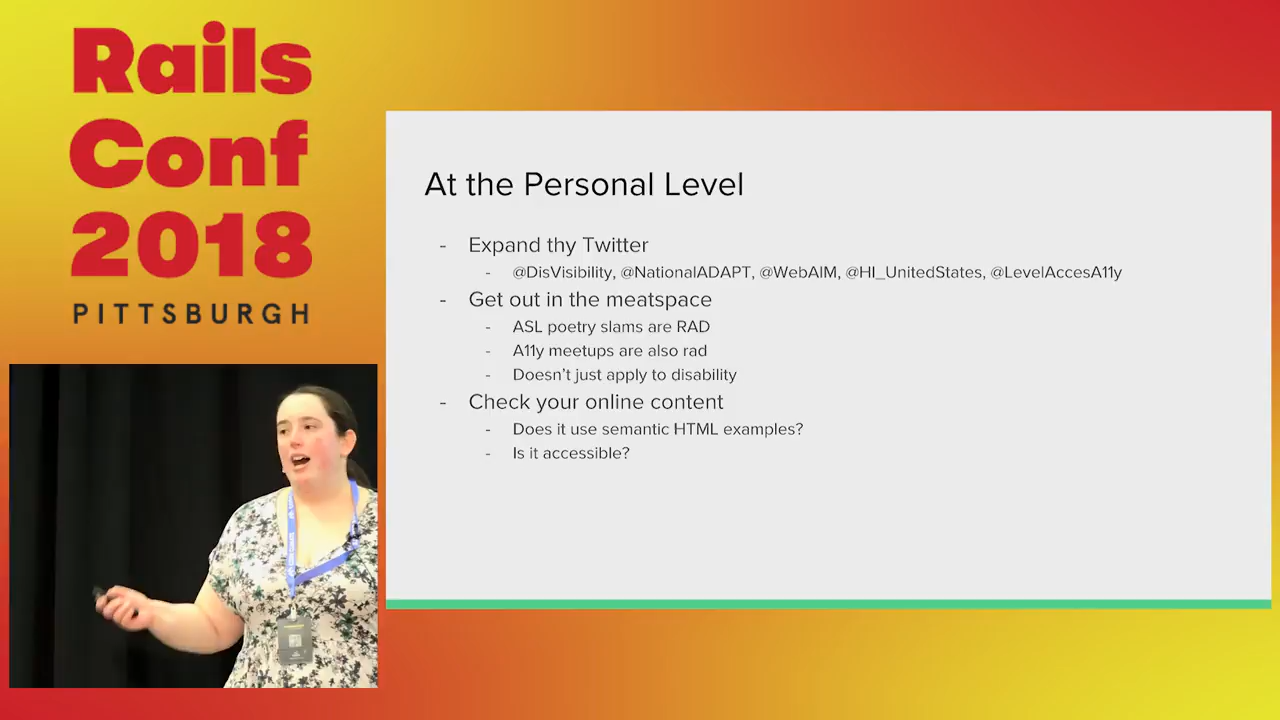 Rails
Conf
2018
PITTSBURGH
At the Personal Level
- Expand thy Twitter
- @DisVisibility, @NationalADAPT, @WebAIM, @HI_UnitedStates, @LevelAccesA11y
- Get out in the meatspace
- ASL poetry slams are RAD
- A11y meetups are also rad
- Doesn't just apply to disability
- Check your online content
- Does it use semantic HTML examples?
- Is it accessible?